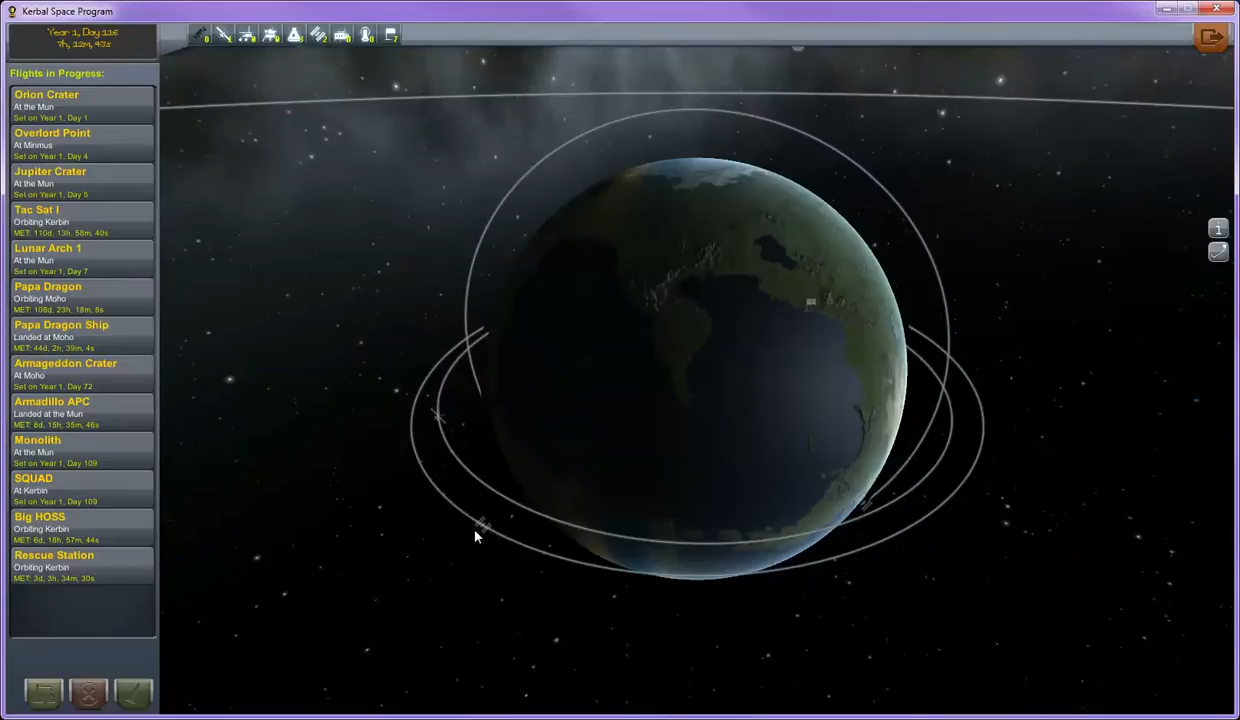 Kerbal Space Program
Year 1, Day 116
7h, 12m, 43s
Flights in Progress:
Orion Crater
At the Mun
Set on Year 1, Day 1
Overlord Point
At Minmus
Set on Year 1, Day 4
Jupiter Crater
At the Mun
Set on Year 1, Day 5
Tac Sat I
Orbiting Kerbin
MET: 110d, 13h, 58m, 40s
Lunar Arch 1
At the Mun
Set on Year 1, Day 7
Papa Dragon
Orbiting Moho
MET: 108d, 23h, 18m, 8s
Papa Dragon Ship
Landed at Moho
MET: 44d, 2h, 39m, 4s
Armageddon Crater
At Moho
Set on Year 1, Day 72
Armadillo APC
Landed at the Mun
MET: 8d, 15h, 35m, 46s
Monolith
At the Mun
Set on Year 1, Day 109
SQUAD
At Kerbin
Set on Year 1, Day 109
Big HOSS
Orbiting Kerbin
MET: 6d, 18h, 57m, 44s
Rescue Station
Orbiting Kerbin
MET: 3d, 3h, 34m, 30s